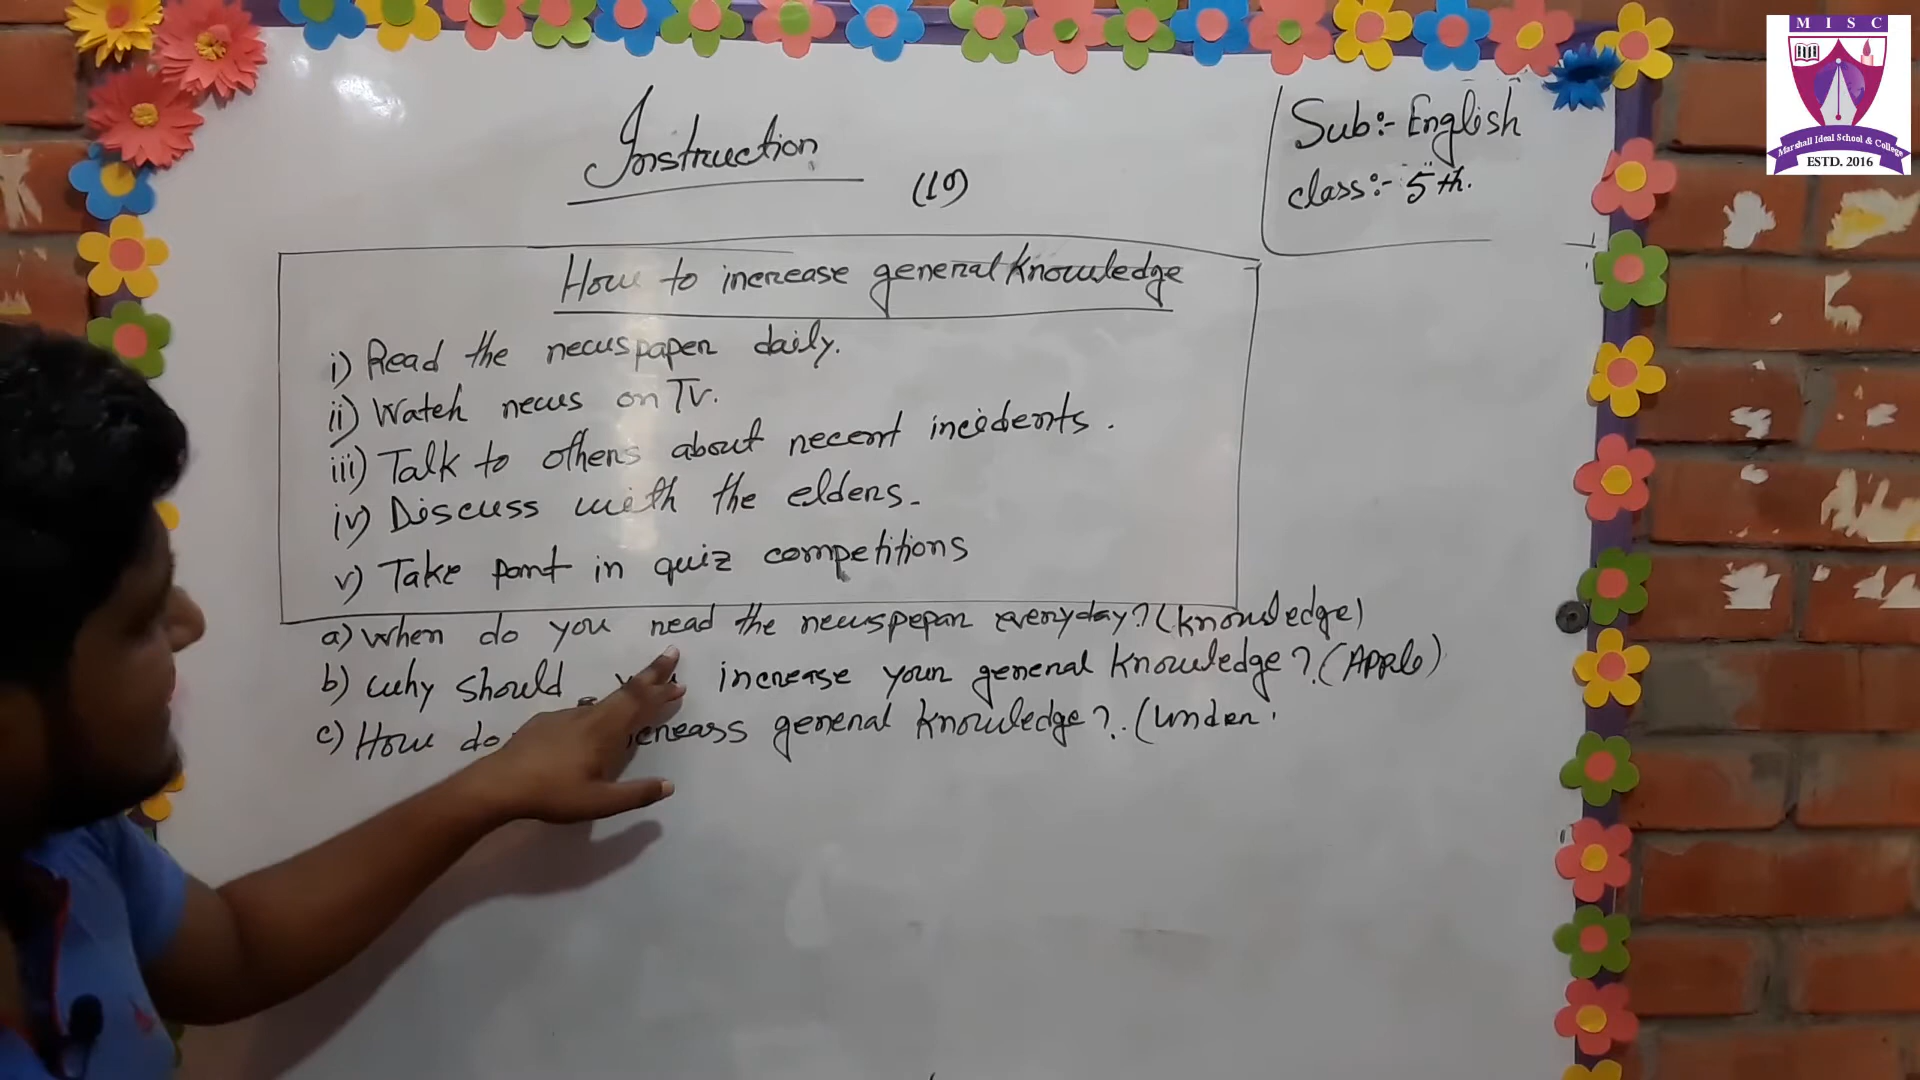 M I S C
Marshall Ideal School & College
ESTD. 2016
Instruction
(10)
Sub:- English
class:- 5th.
How to increase general knowledge
i) Read the newspaper daily.
ii) Watch news on TV.
iii) Talk to others about recent incidents.
iv) Discuss with the elders.
v) Take part in quiz competitions
a) When do you read the newspepar everyday? (knowledge)
b) Why should you increase your general knowledge? (Apple)
c) How do increass general knowledge? (Under.